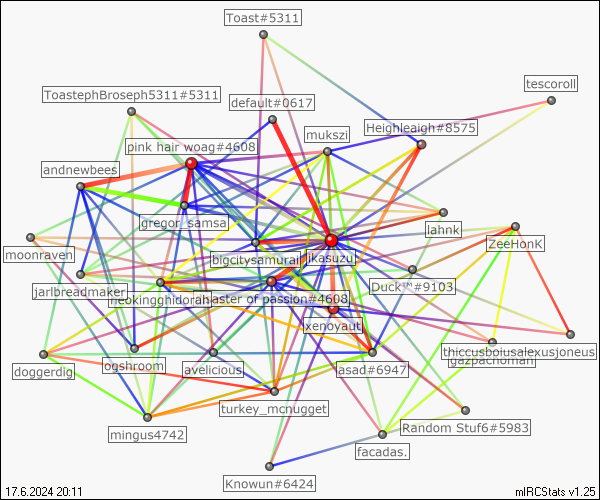 Toast#5311
tescoroll
ToastephBroseph5311#5311
default#0617
mukszi
Heighleaigh#8575
pink hair woag#4608
andnewbees
gregor_samsa
lahnk
ZeeHonK
moonraven
bigcitysamurai
ikasuzu
jarlbreadmaker
neokingghidorah
master of passion#4608
Duck™#9103
xenoyaut
doggerdig
ogshroom
avelicious
asad#6947
thiccusboiusalexusjoneus
gazpachoman
turkey_mcnugget
mingus4742
Random Stuf6#5983
facadas.
Knowun#6424
17.6.2024 20:11
mIRCStats v1.25